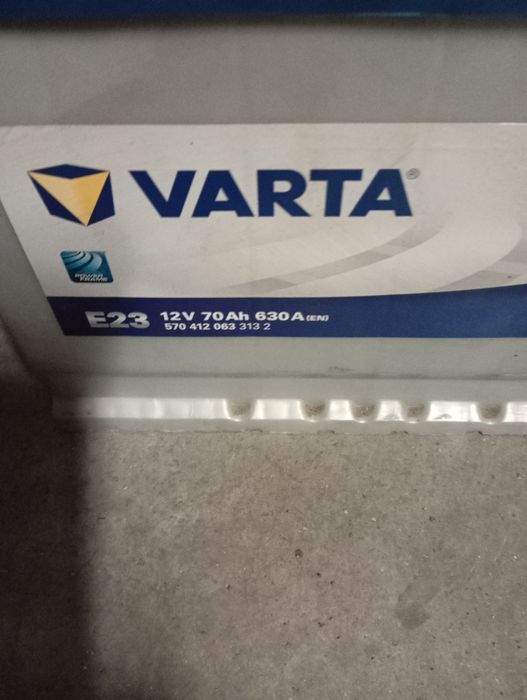 VARTA®
POWER
FRAME
E23 12V 70Ah 630A (EN)
570 412 063 313 2